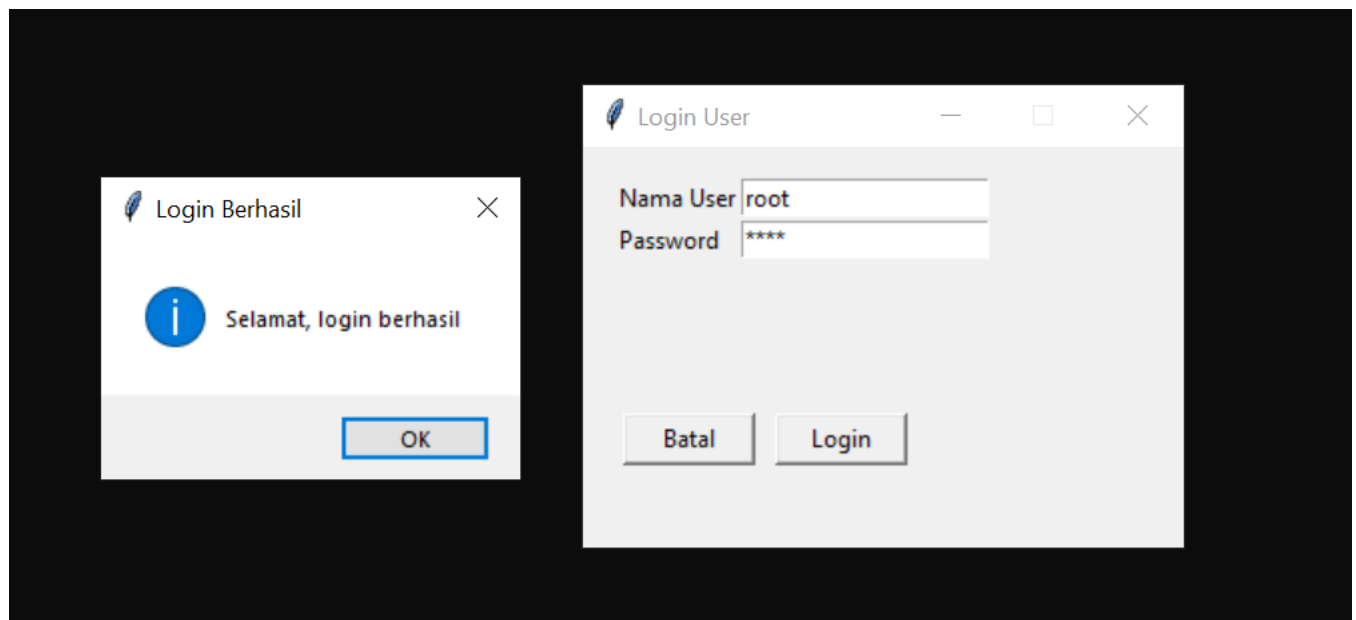 Login Berhasil
Selamat, login berhasil
OK
Login User
Nama User root
Password ****
Batal Login